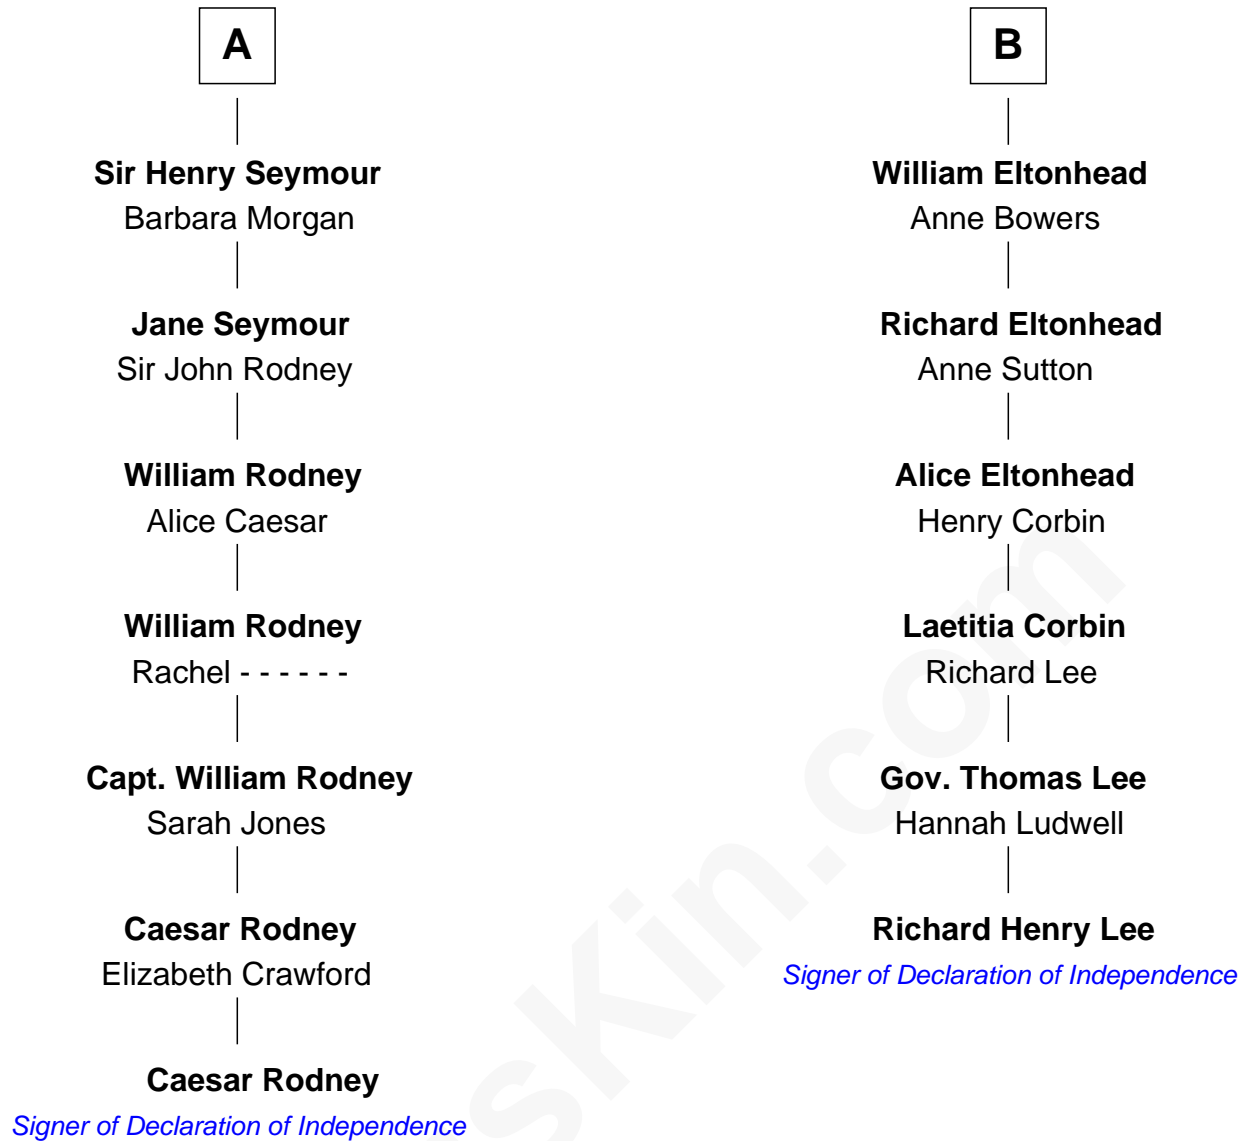 A
Sir Henry Seymour
Barbara Morgan
Jane Seymour
Sir John Rodney
William Rodney
Alice Caesar
William Rodney
Rachel - - - - - -
Capt. William Rodney
Sarah Jones
Caesar Rodney
Elizabeth Crawford
Caesar Rodney
Signer of Declaration of Independence
B
William Eltonhead
Anne Bowers
Richard Eltonhead
Anne Sutton
Alice Eltonhead
Henry Corbin
Laetitia Corbin
Richard Lee
Gov. Thomas Lee
Hannah Ludwell
Richard Henry Lee
Signer of Declaration of Independence
sKin.com